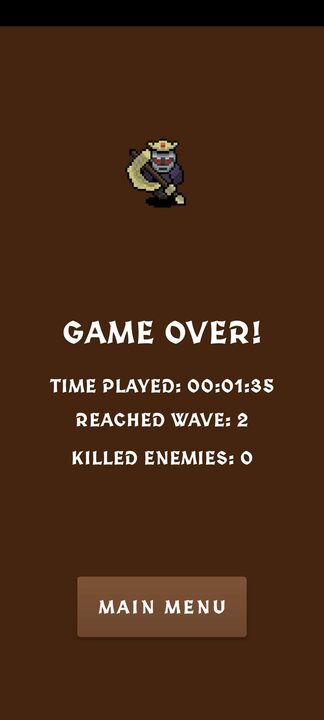 GAME OVER!
TIME PLAYED: 00:01:35
REACHED WAVE: 2
KILLED ENEMIES: 0
MAIN MENU